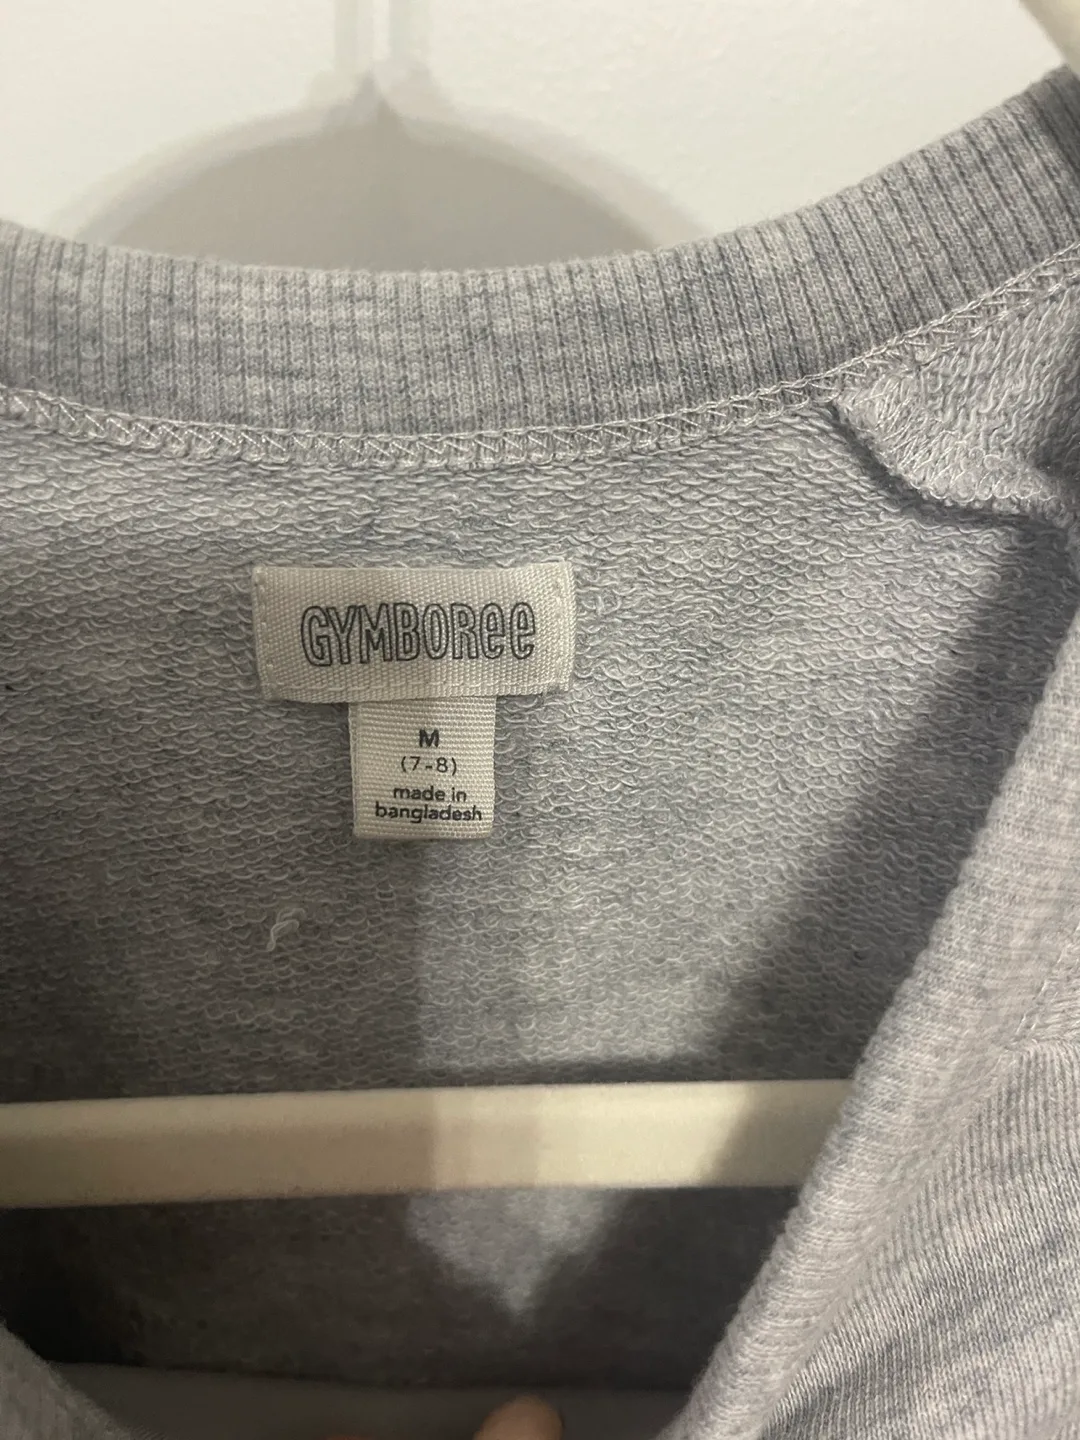 GYMBOREE
M
(7-8)
made in
bangladesh